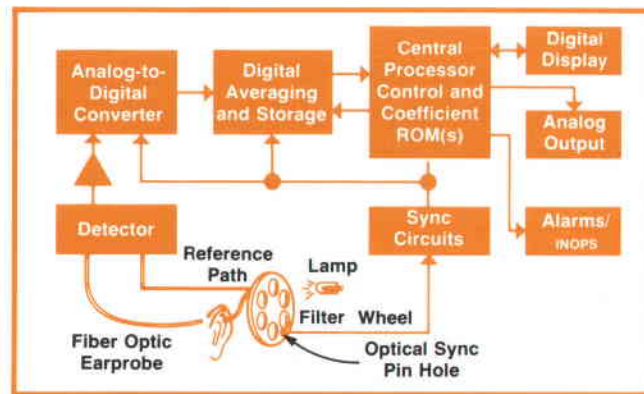 Analog-to-
Digital
Converter
Digital
Averaging
and Storage
Central
Processor
Control and
Coefficient
ROM(s)
Digital
Display
Analog
Output
Alarms/
INOPS
Detector
Sync
Circuits
Reference
Path
Lamp
Filter Wheel
Fiber Optic
Earprobe
Optical Sync
Pin Hole